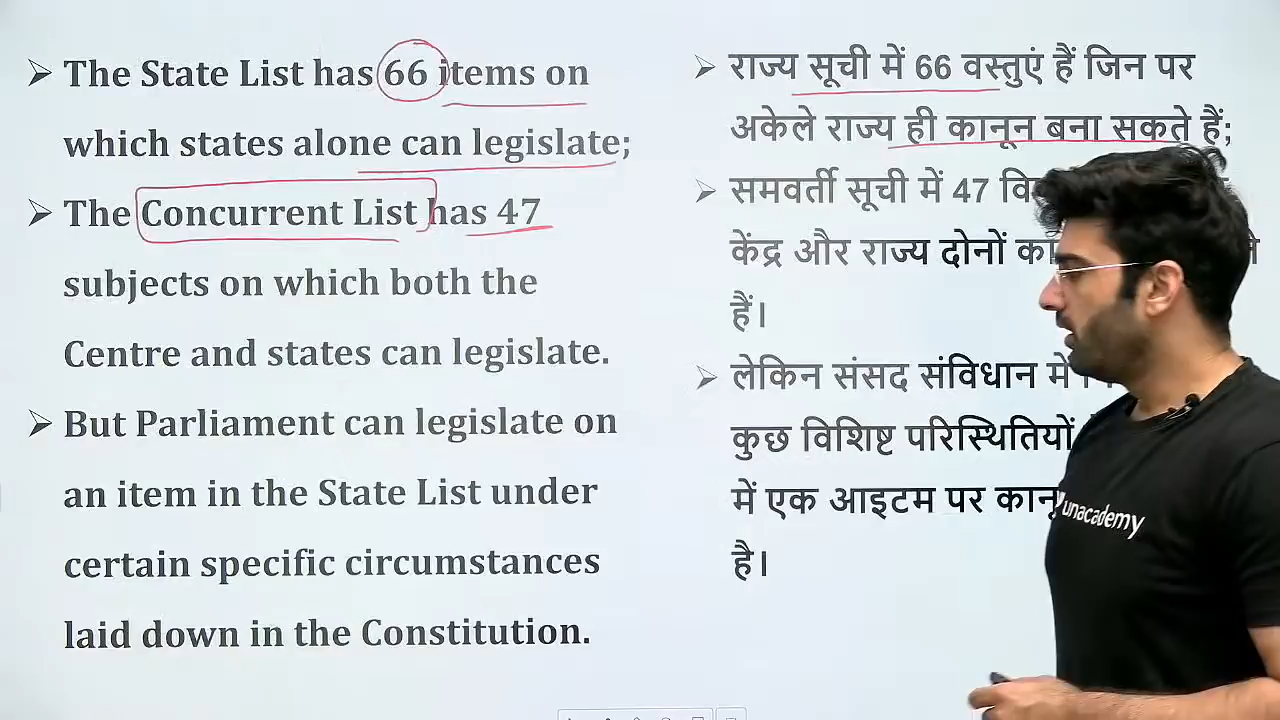 ➢ The State List has 66 items on
which states alone can legislate;
➢ The Concurrent List has 47
subjects on which both the
Centre and states can legislate.
➢ But Parliament can legislate on
an item in the State List under
certain specific circumstances
laid down in the Constitution.
➢ राज्य सूची में 66 वस्तुएं हैं जिन पर
अकेले राज्य ही कानून बना सकते हैं;
➢ समवर्ती सूची में 47
केंद्र और राज्य दोनों
हैं।
➢ लेकिन संसद संविधान में
कुछ विशिष्ट परिस्थितियों
में एक आइटम पर
है।
unacademy